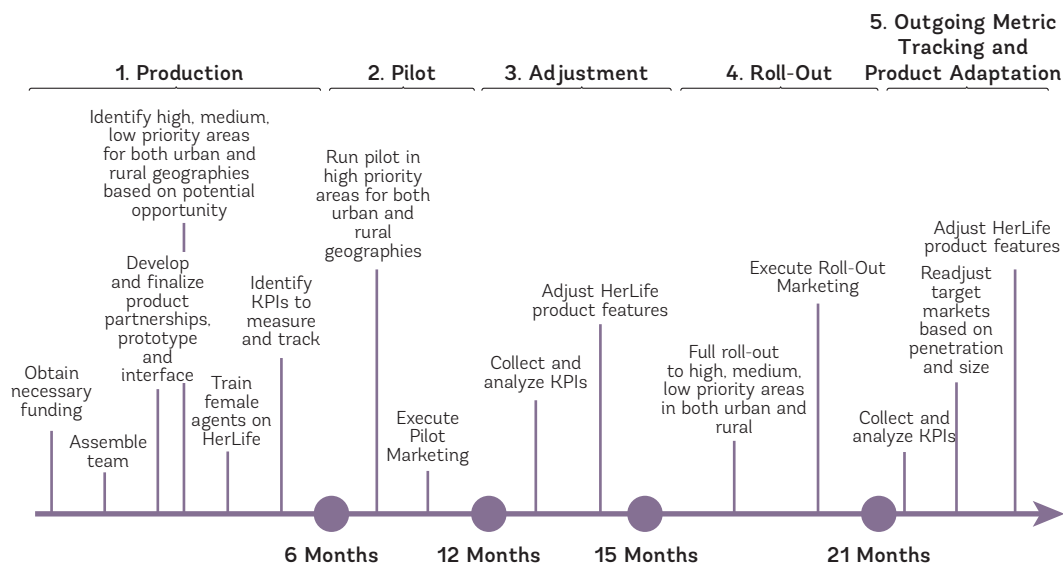 1. Production
2. Pilot
3. Adjustment
4. Roll-Out
5. Outgoing Metric
Tracking and
Product Adaptation
Obtain
necessary
funding
Assemble
team
Develop
and finalize
product
partnerships,
prototype
and
interface
Identify high, medium,
low priority areas
for both urban and
rural geographies
based on potential
opportunity
Train
female
agents on
HerLife
Identify
KPIs to
measure
and track
Run pilot in
high priority
areas for both
urban and
rural
geographies
Execute
Pilot
Marketing
Collect and
analyze KPIs
Adjust HerLife
product features
Full roll-out
to high, medium,
low priority areas
in both urban and
rural
Execute Roll-Out
Marketing
Collect and
analyze KPIs
Readjust
target
markets
based on
penetration
and size
Adjust HerLife
product features
6 Months
12 Months
15 Months
21 Months